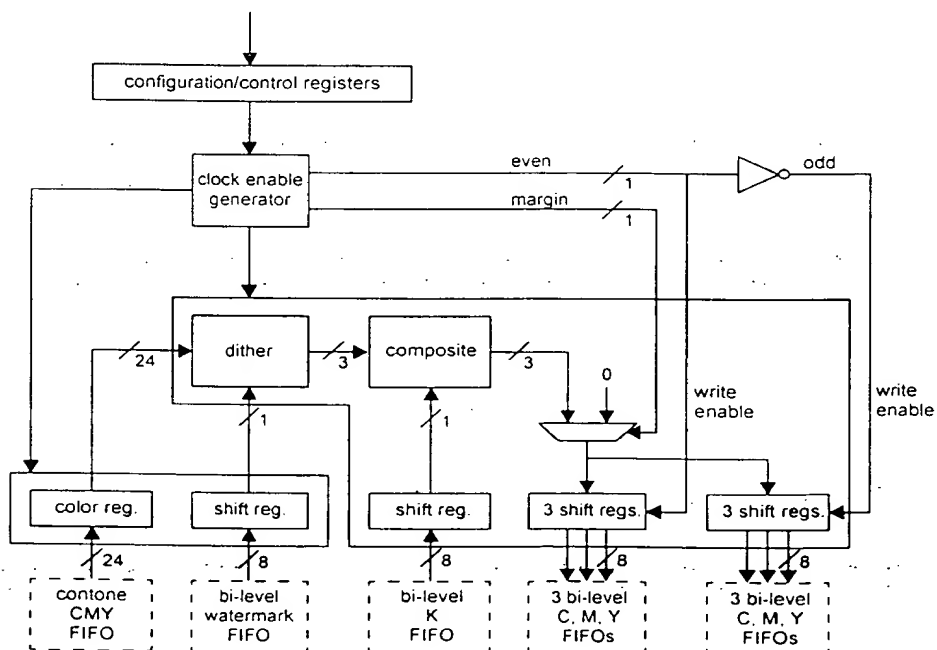 configuration/control registers
clock enable
generator
even
1
odd
margin
1
dither
composite
24
3
3
0
1
1
write
enable
write
enable
color reg.
shift reg.
shift reg.
3 shift regs.
3 shift regs.
24
8
8
8
8
contone
CMY
FIFO
bi-level
watermark
FIFO
bi-level
K
FIFO
3 bi-level
C, M, Y
FIFOs
3 bi-level
C, M, Y
FIFOs